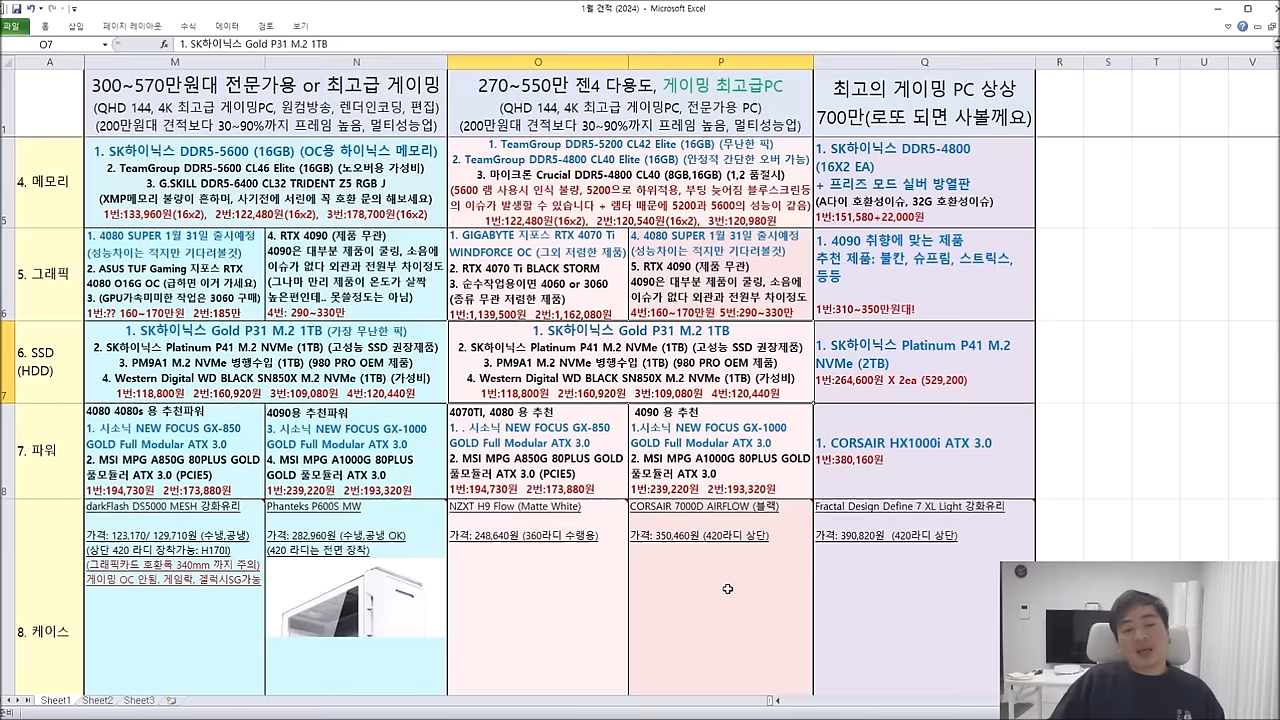 1월 견적 (2024) - Microsoft Excel
파일 홈 삽입 페이지 레이아웃 수식 데이터 검토 보기
O7 fx 1. SK하이닉스 Gold P31 M.2 1TB
A M N O P Q R S T U V
1
300~570만원대 전문가용 or 최고급 게이밍
(QHD 144, 4K 최고급 게이밍PC, 원컴방송, 렌더인코딩, 편집)
(200만원대 견적보다 30~90%까지 프레임 높음, 멀티성능업)
270~550만 젠4 다용도, 게이밍 최고급PC
(QHD 144, 4K 최고급 게이밍PC, 전문가용 PC)
(200만원대 견적보다 30~90%까지 프레임 높음, 멀티성능업)
최고의 게이밍 PC 상상
700만(로또 되면 사볼께요)
5
4. 메모리
1. SK하이닉스 DDR5-5600 (16GB) (OC용 하이닉스 메모리)
2. TeamGroup DDR5-5600 CL46 Elite (16GB) (노오버용 가성비)
3. G.SKILL DDR5-6400 CL32 TRIDENT Z5 RGB J
(XMP메모리 불량이 흔하며, 사기전에 서린에 꼭 호환 문의 해보세요)
1번:133,960원(16x2), 2번:122,480원(16x2), 3번:178,700원(16x2)
1. TeamGroup DDR5-5200 CL42 Elite (16GB) (무난한 픽)
2. TeamGroup DDR5-4800 CL40 Elite (16GB) (안정적 간단한 오버 가능)
3. 마이크론 Crucial DDR5-4800 CL40 (8GB,16GB) (1,2 품절시)
(5600 램 사용시 인식 불량, 5200으로 하위적용, 부팅 늦어짐 블루스크린등
의 이슈가 발생할 수 있습니다 + 램타 때문에 5200과 5600의 성능이 같음)
1번:122,480원(16x2), 2번:120,540원(16x2), 3번:120,980원)
1. SK하이닉스 DDR5-4800
(16X2 EA)
+ 프리즈 모드 실버 방열판
(A다이 호환성이슈, 32G 호환성이슈)
1번:151,580+22,000원
6
5. 그래픽
1. 4080 SUPER 1월 31일 출시예정
(성능차이는 적지만 기다려볼것)
2. ASUS TUF Gaming 지포스 RTX
4080 O16G OC (급하면 이거 가세요)
3. (GPU가속미미한 작업은 3060 구매)
1번:?? 160~170만원 2번:185만
4. RTX 4090 (제품 무관)
4090은 대부분 제품이 쿨링, 소음에
이슈가 없다 외관과 전원부 차이정도
(그나마 만리 제품이 온도가 살짝
높은편인데.. 못쓸정도는 아님)
4번: 290~330만
1. GIGABYTE 지포스 RTX 4070 Ti
WINDFORCE OC (그외 저렴한 제품)
2. RTX 4070 Ti BLACK STORM
3. 순수작업용이면 4060 or 3060
(종류 무관 저렴한 제품)
1번:1,139,500원 2번:1,162,080원
4. 4080 SUPER 1월 31일 출시예정
(성능차이는 적지만 기다려볼것)
5. RTX 4090 (제품 무관)
4090은 대부분 제품이 쿨링, 소음에
이슈가 없다 외관과 전원부 차이정도
4번:160~170만원 5번:290~330만
1. 4090 취향에 맞는 제품
추천 제품: 불칸, 슈프림, 스트릭스,
등등
1번:310~350만원대!
7
6. SSD
(HDD)
1. SK하이닉스 Gold P31 M.2 1TB (가장 무난한 픽)
2. SK하이닉스 Platinum P41 M.2 NVMe (1TB) (고성능 SSD 권장제품)
3. PM9A1 M.2 NVMe 병행수입 (1TB) (980 PRO OEM 제품)
4. Western Digital WD BLACK SN850X M.2 NVMe (1TB) (가성비)
1번:118,800원 2번:160,920원 3번:109,080원 4번:120,440원
1. SK하이닉스 Gold P31 M.2 1TB
2. SK하이닉스 Platinum P41 M.2 NVMe (1TB) (고성능 SSD 권장제품)
3. PM9A1 M.2 NVMe 병행수입 (1TB) (980 PRO OEM 제품)
4. Western Digital WD BLACK SN850X M.2 NVMe (1TB) (가성비)
1번:118,800원 2번:160,920원 3번:109,080원 4번:120,440원
1. SK하이닉스 Platinum P41 M.2
NVMe (2TB)
1번:264,600원 X 2ea (529,200)
8
7. 파워
4080 4080s 용 추천파워
1. 시소닉 NEW FOCUS GX-850
GOLD Full Modular ATX 3.0
2. MSI MPG A850G 80PLUS GOLD
풀모듈러 ATX 3.0 (PCIE5)
1번:194,730원 2번:173,880원
4090용 추천파워
3. 시소닉 NEW FOCUS GX-1000
GOLD Full Modular ATX 3.0
4. MSI MPG A1000G 80PLUS
GOLD 풀모듈러 ATX 3.0
1번:239,220원 2번:193,320원
4070TI, 4080 용 추천
1. . 시소닉 NEW FOCUS GX-850
GOLD Full Modular ATX 3.0
2. MSI MPG A850G 80PLUS GOLD
풀모듈러 ATX 3.0 (PCIE5)
1번:194,730원 2번:173,880원
4090 용 추천
1.시소닉 NEW FOCUS GX-1000
GOLD Full Modular ATX 3.0
2. MSI MPG A1000G 80PLUS GOLD
풀모듈러 ATX 3.0
1번:239,220원 2번:193,320원
1. CORSAIR HX1000i ATX 3.0
1번:380,160원
8. 케이스
darkFlash DS5000 MESH 강화유리
가격: 123,170/ 129,710원 (수냉,공냉)
(상단 420 라디 장착가능: H170I)
(그래픽카드 호환폭 340mm 까지 주의)
게이밍 OC 안됨. 게임락, 갤럭시SG가능
Phanteks P600S MW
가격: 282,960원 (수냉,공냉 OK)
(420 라디는 전면 장착)
NZXT H9 Flow (Matte White)
가격: 248,640원 (360라디 수랭용)
CORSAIR 7000D AIRFLOW (블랙)
가격: 350,460원 (420라디 상단)
Fractal Design Define 7 XL Light 강화유리
가격: 390,820원 (420라디 상단)
Sheet1 Sheet2 Sheet3
준비